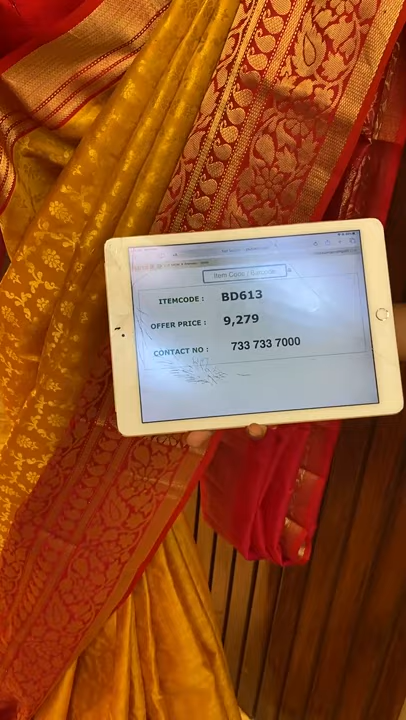 Item Code / Barcode
ITEMCODE : BD613
OFFER PRICE : 9,279
CONTACT NO : 733 733 7000